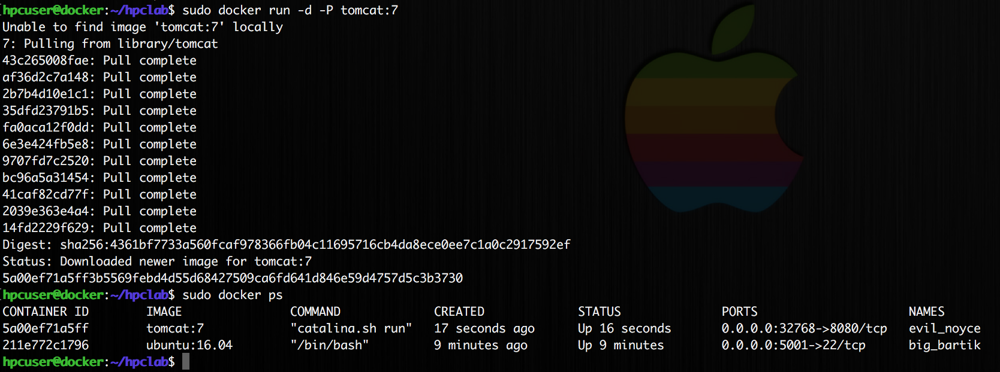 hpcuser@docker:~/hpclab$ sudo docker run -d -P tomcat:7
Unable to find image 'tomcat:7' locally
7: Pulling from library/tomcat
43c265008fae: Pull complete
af36d2c7a148: Pull complete
2b7b4d10e1c1: Pull complete
35dfd23791b5: Pull complete
fa0aca12f0dd: Pull complete
6e3e424fb5e8: Pull complete
9707fd7c2520: Pull complete
bc96a5a31454: Pull complete
41caf82cd77f: Pull complete
2039e363e4a4: Pull complete
14fd2229f629: Pull complete
Digest: sha256:4361bf7733a560fcaf978366fb04c11695716cb4da8ece0ee7c1a0c2917592ef
Status: Downloaded newer image for tomcat:7
5a00ef71a5ff3b5569febd4d55d68427509ca6fd641d846e59d4757d5c3b3730
hpcuser@docker:~/hpclab$ sudo docker ps
CONTAINER ID        IMAGE               COMMAND             CREATED             STATUS              PORTS                     NAMES
5a00ef71a5ff        tomcat:7            "catalina.sh run"   17 seconds ago      Up 16 seconds       0.0.0.0:32768->8080/tcp   evil_noyce
211e772c1796        ubuntu:16.04        "/bin/bash"         9 minutes ago       Up 9 minutes        0.0.0.0:5001->22/tcp      big_bartik
hpcuser@docker:~/hpclab$